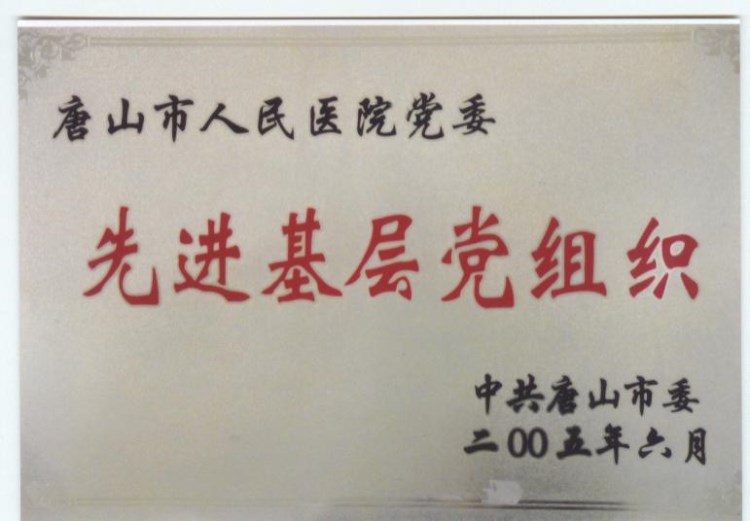 唐山市人民医院党委
先进基层党组织
中共唐山市委
二00五年六月